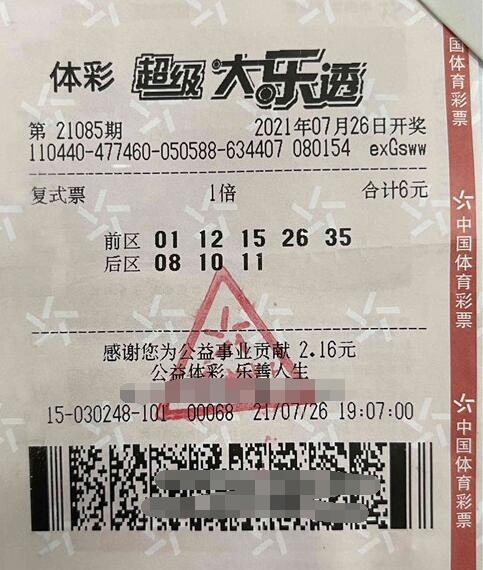 体彩 超级大乐透
第 21085期 2021年07月26日开奖
110440-477460-050588-634407 080154 exGsww
复式票 1倍 合计6元
前区 01 12 15 26 35
后区 08 10 11
感谢您为公益事业贡献 2.16元
公益体彩 乐善人生
15-030248-101 00068 21/07/26 19:07:00
国体育彩票
中国体育彩票
中国体育彩票